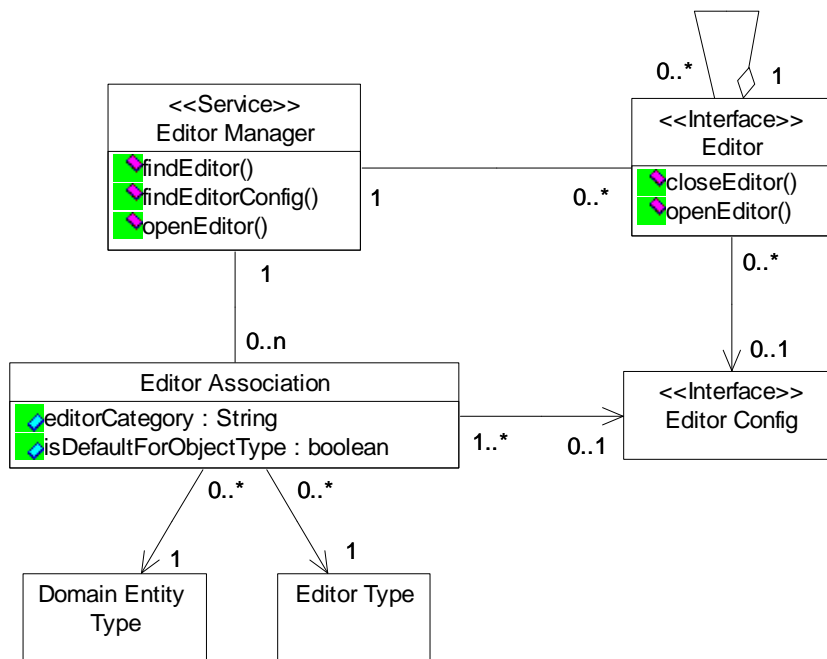 0..*
1
<<Service>>
Editor Manager
findEditor()
findEditorConfig()
openEditor()
<<Interface>>
Editor
closeEditor()
openEditor()
1
0..*
1
0..n
0..*
0..1
Editor Association
editorCategory : String
isDefaultForObjectType : boolean
<<Interface>>
Editor Config
1..*
0..1
0..*
0..*
1
1
Domain Entity
Type
Editor Type